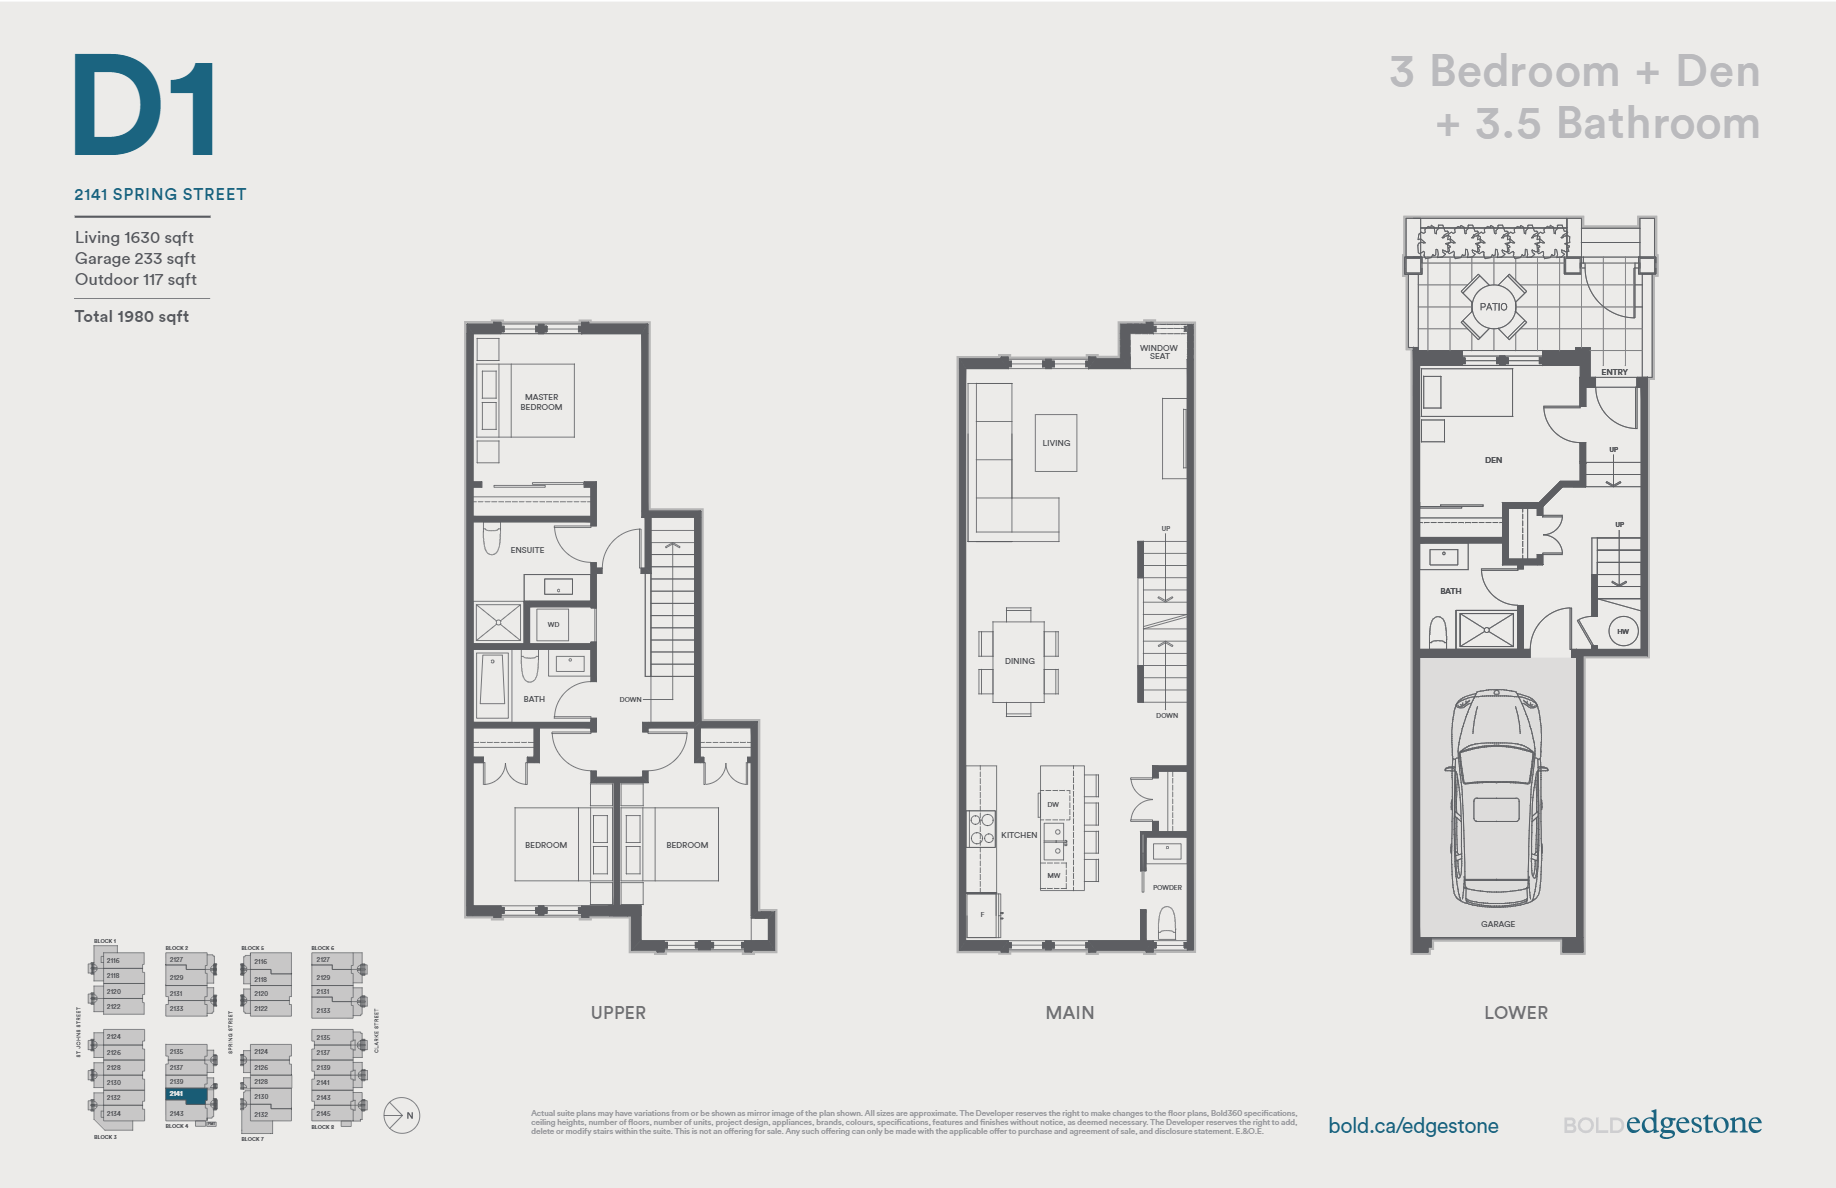 D1
2141 SPRING STREET
Living 1630 sqft
Garage 233 sqft
Outdoor 117 sqft
Total 1980 sqft
3 Bedroom + Den
+ 3.5 Bathroom
MASTER
BEDROOM
ENSUITE
WD
BATH
DOWN
BEDROOM
BEDROOM
UPPER
WINDOW
SEAT
LIVING
UP
DINING
DOWN
DW
KITCHEN
MW
POWDER
F
MAIN
PATIO
ENTRY
UP
DEN
UP
BATH
HW
GARAGE
LOWER
BLOCK 1
2116
2118
2120
2122
ST JOHNS STREET
2124
2126
2128
2130
2132
2134
BLOCK 3
BLOCK 2
2127
2129
2131
2133
2135
2137
2139
2141
2143
BLOCK 4
SPRING STREET
BLOCK 5
2116
2118
2120
2122
2124
2126
2128
2130
2132
BLOCK 7
BLOCK 6
2127
2129
2131
2133
2135
2137
2139
2141
2143
2145
BLOCK 8
CLARKE STREET
N
Actual suite plans may have variations from or be shown as mirror image of the plan shown. All sizes are approximate. The Developer reserves the right to make changes to the floor plans, Bold360 specifications,
ceiling heights, number of floors, number of units, project design, appliances, brands, colours, specifications, features and finishes without notice, as deemed necessary. The Developer reserves the right to add,
delete or modify stairs within the suite. This is not an offering for sale. Any such offering can only be made with the applicable offer to purchase and agreement of sale, and disclosure statement. E.&O.E.
bold.ca/edgestone
BOLD edgestone